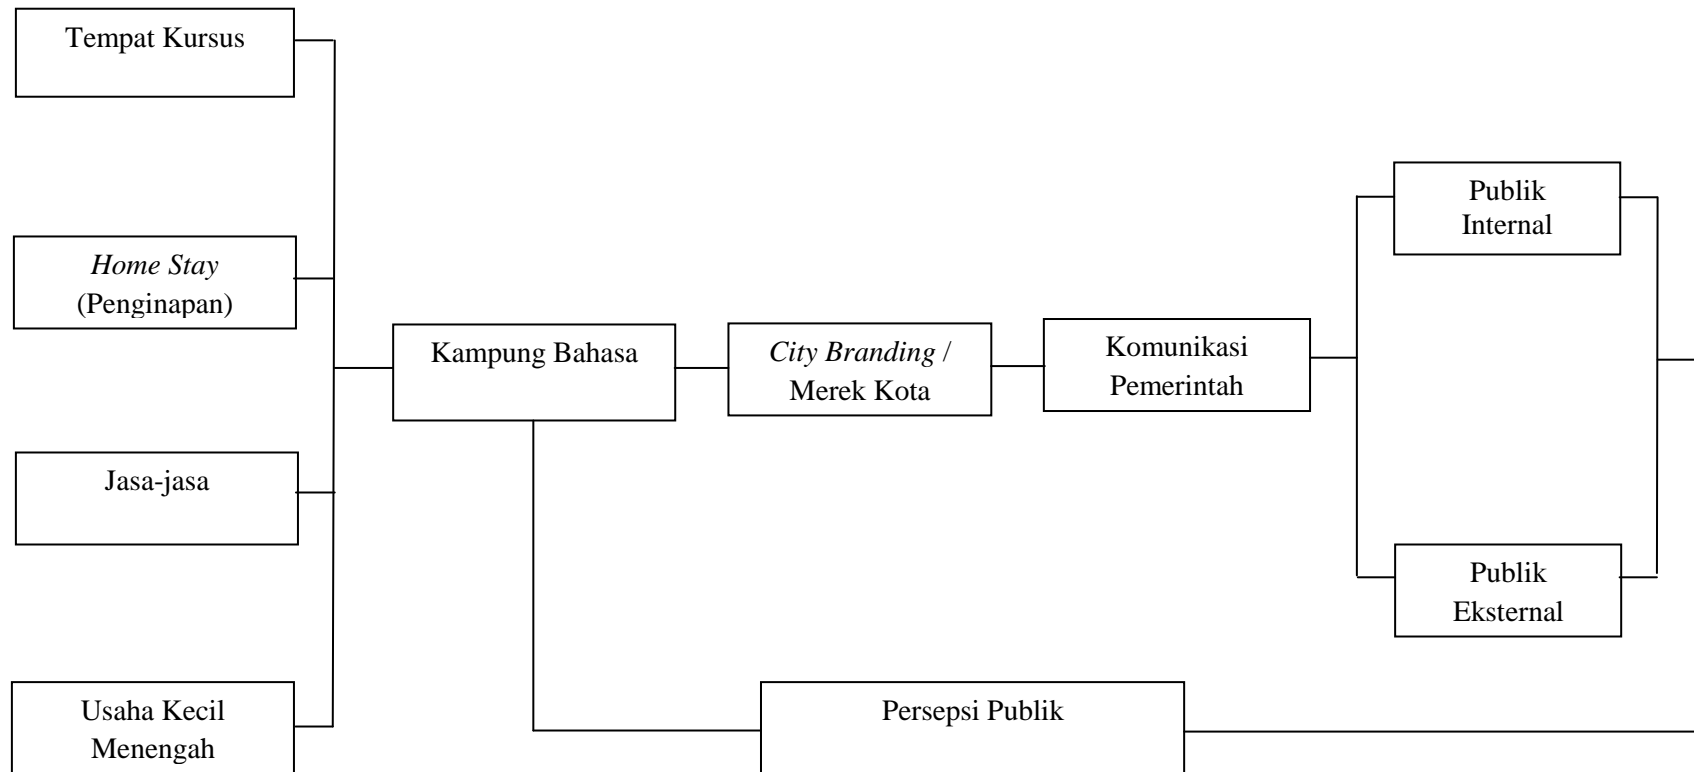 Tempat Kursus
Home Stay
(Penginapan)
Jasa-jasa
Usaha Kecil
Menengah
Kampung Bahasa
City Branding /
Merek Kota
Komunikasi
Pemerintah
Publik
Internal
Publik
Eksternal
Persepsi Publik